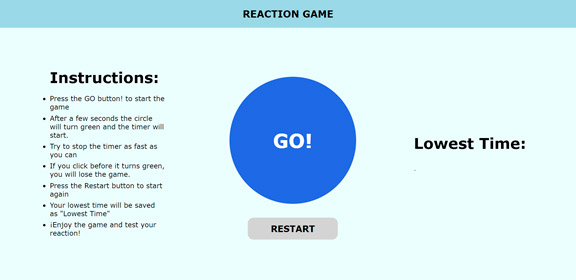 REACTION GAME
Instructions:
Press the GO button! to start the
game
After a few seconds the circle
will turn green and the timer will
start.
Try to stop the timer as fast as
you can
If you click before it turns green,
you will lose the game.
Press the Restart button to start
again
Your lowest time will be saved
as "Lowest Time"
¡Enjoy the game and test your
reaction!
GO!
RESTART
Lowest Time:
-